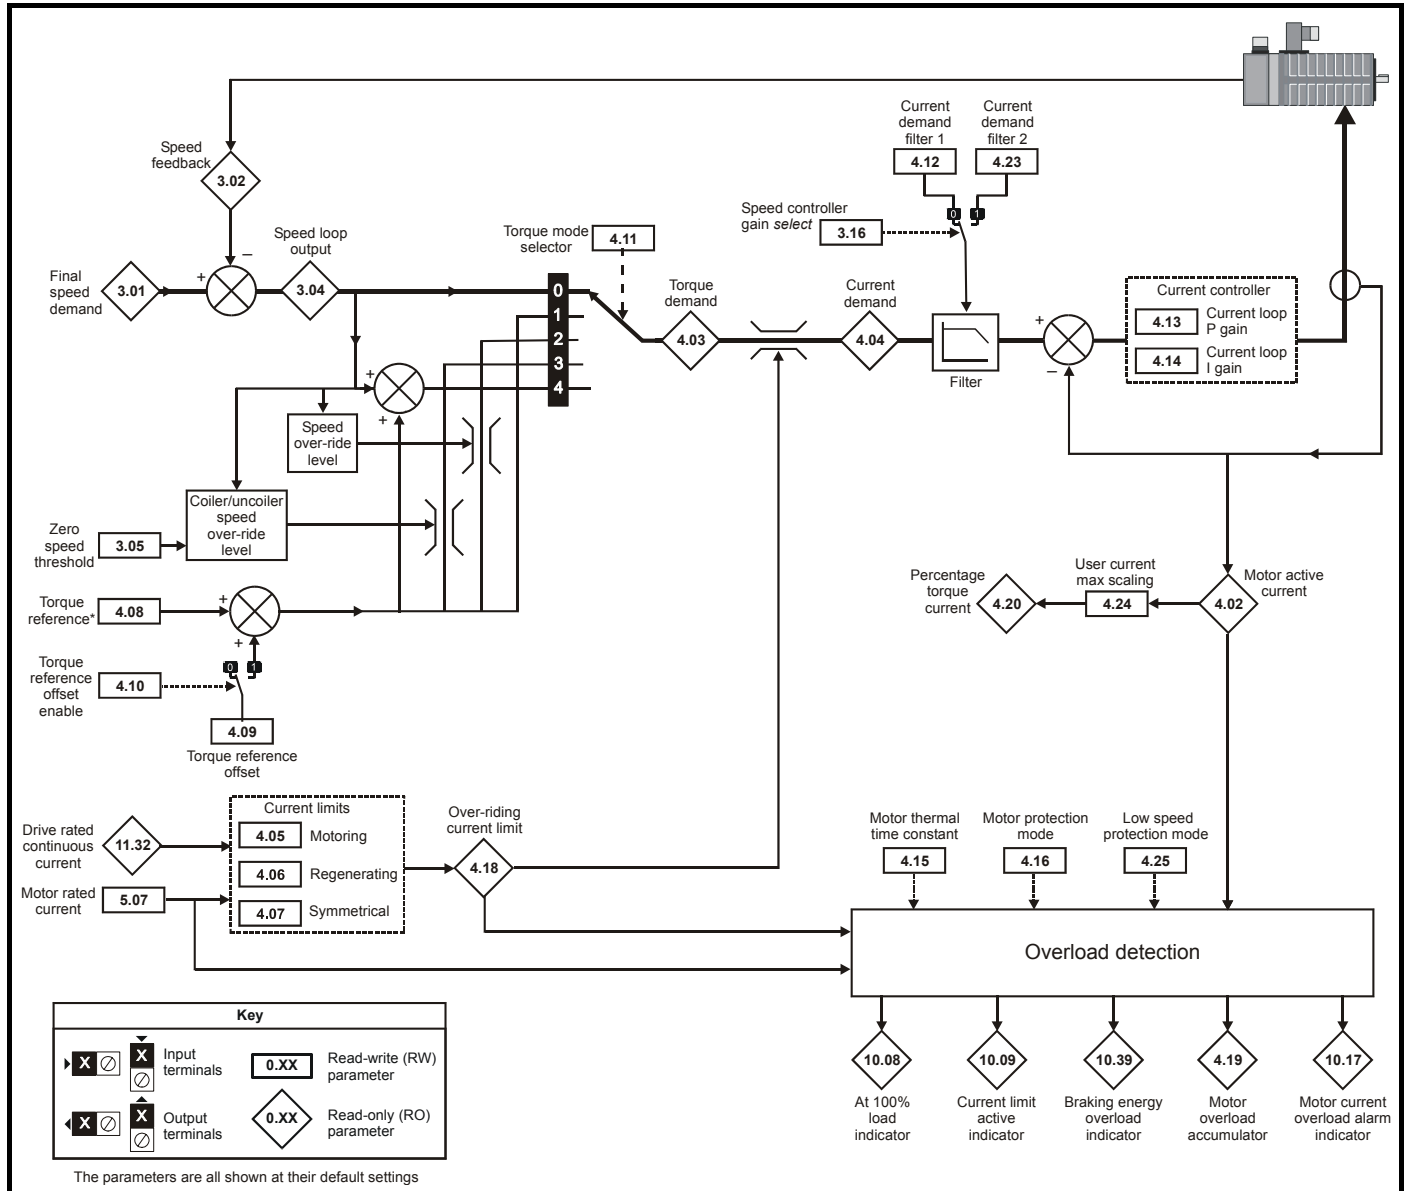 Current
demand
filter 1
4.12
Current
demand
filter 2
4.23
Speed
feedback
3.02
Speed controller
gain select
3.16
0
1
Torque mode
selector
4.11
Final
speed
demand
3.01
+
−
Speed loop
output
3.04
0
1
2
3
4
Torque
demand
4.03
Current
demand
4.04
Filter
+
−
Current controller
4.13
Current loop
P gain
4.14
Current loop
I gain
+
+
Speed
over-ride
level
Coiler/uncoiler
speed
over-ride
level
Zero
speed
threshold
3.05
Torque
reference*
4.08
+
+
Torque
reference
offset
enable
4.10
0
1
4.09
Torque reference
offset
Percentage
torque
current
4.20
User current
max scaling
4.24
Motor active
current
4.02
Drive rated
continuous
current
11.32
Motor rated
current
5.07
Current limits
4.05
Motoring
4.06
Regenerating
4.07
Symmetrical
Over-riding
current limit
4.18
Motor thermal
time constant
4.15
Motor protection
mode
4.16
Low speed
protection mode
4.25
Overload detection
10.08
At 100%
load
indicator
10.09
Current limit
active
indicator
10.39
Braking energy
overload
indicator
4.19
Motor
overload
accumulator
10.17
Motor current
overload alarm
indicator
Key
X
X
Input
terminals
0.XX
Read-write (RW)
parameter
X
X
Output
terminals
0.XX
Read-only (RO)
parameter
The parameters are all shown at their default settings